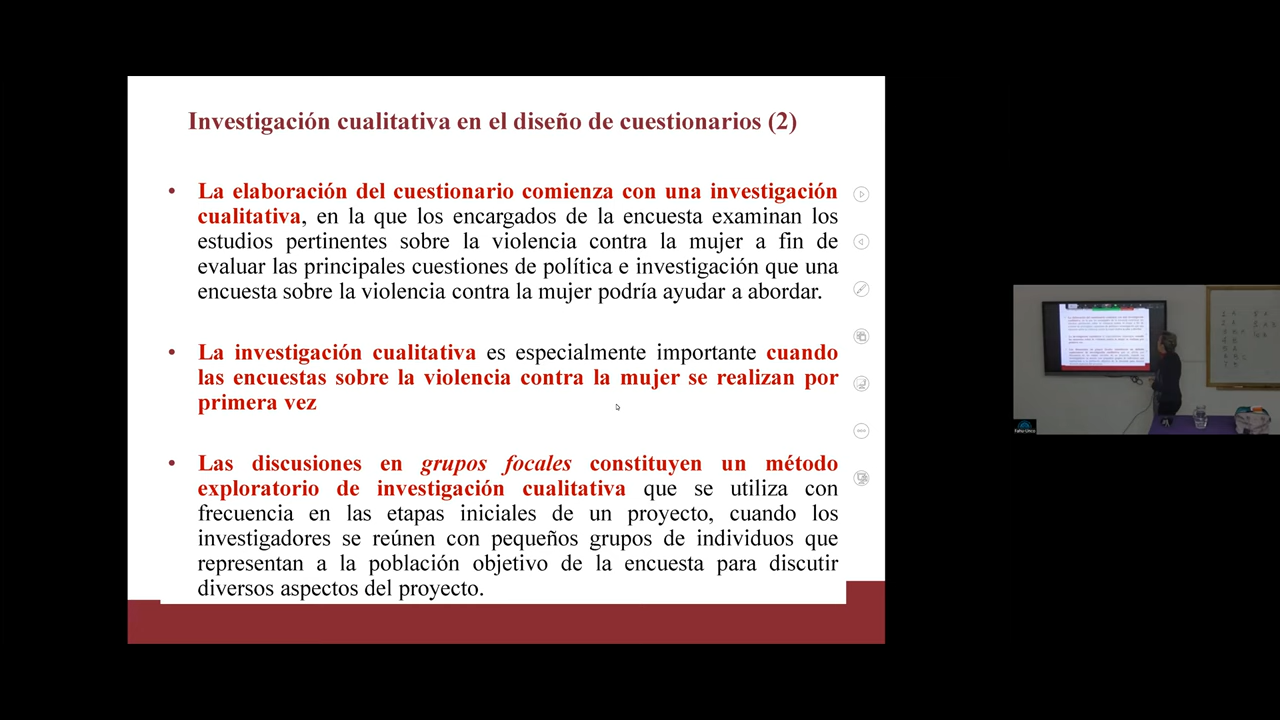 Investigación cualitativa en el diseño de cuestionarios (2)
• La elaboración del cuestionario comienza con una investigación
cualitativa, en la que los encargados de la encuesta examinan los
estudios pertinentes sobre la violencia contra la mujer a fin de
evaluar las principales cuestiones de política e investigación que una
encuesta sobre la violencia contra la mujer podría ayudar a abordar.
• La investigación cualitativa es especialmente importante cuando
las encuestas sobre la violencia contra la mujer se realizan por
primera vez
• Las discusiones en grupos focales constituyen un método
exploratorio de investigación cualitativa que se utiliza con
frecuencia en las etapas iniciales de un proyecto, cuando los
investigadores se reúnen con pequeños grupos de individuos que
representan a la población objetivo de la encuesta para discutir
diversos aspectos del proyecto.